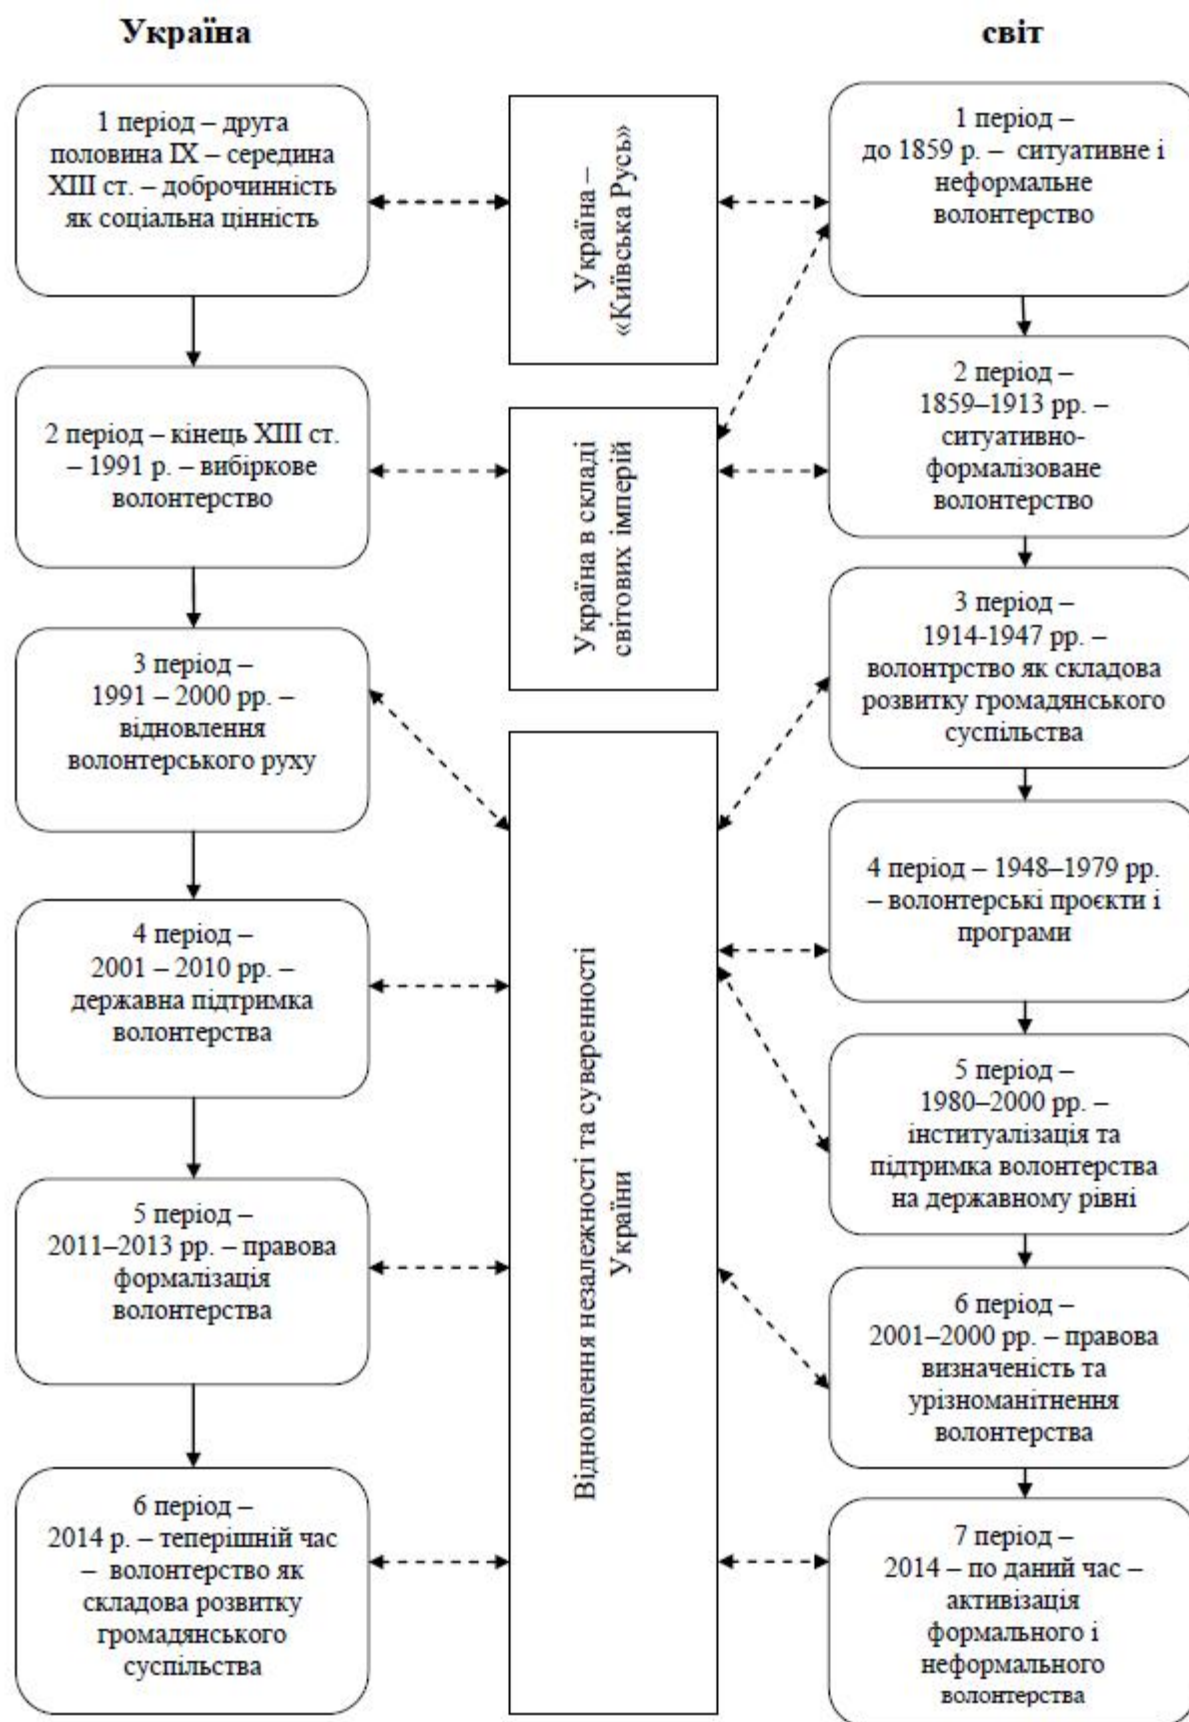 Україна
світ
1 період – друга
половина IX – середина
XIII ст. – доброчинність
як соціальна цінність
2 період – кінець XIII ст.
– 1991 р. – вибіркове
волонтерство
3 період –
1991 – 2000 рр. –
відновлення
волонтерського руху
4 період –
2001 – 2010 рр. –
державна підтримка
волонтерства
5 період –
2011–2013 рр. – правова
формалізація
волонтерства
6 період –
2014 р. – теперішній час
– волонтерство як
складова розвитку
громадянського
суспільства
Україна –
«Київська Русь»
Україна в складі
світових імперій
Відновлення незалежності та суверенності
України
1 період –
до 1859 р. – ситуативне і
неформальне
волонтерство
2 період –
1859–1913 рр. –
ситуативно-
формалізоване
волонтерство
3 період –
1914-1947 рр. –
волонтрство як складова
розвитку громадянського
суспільства
4 період – 1948–1979 рр.
– волонтерські проєкти і
програми
5 період –
1980–2000 рр. –
інституалізація та
підтримка волонтерства
на державному рівні
6 період –
2001–2000 рр. – правова
визначеність та
урізноманітнення
волонтерства
7 період –
2014 – по даний час –
активізація
формального і
неформального
волонтерства